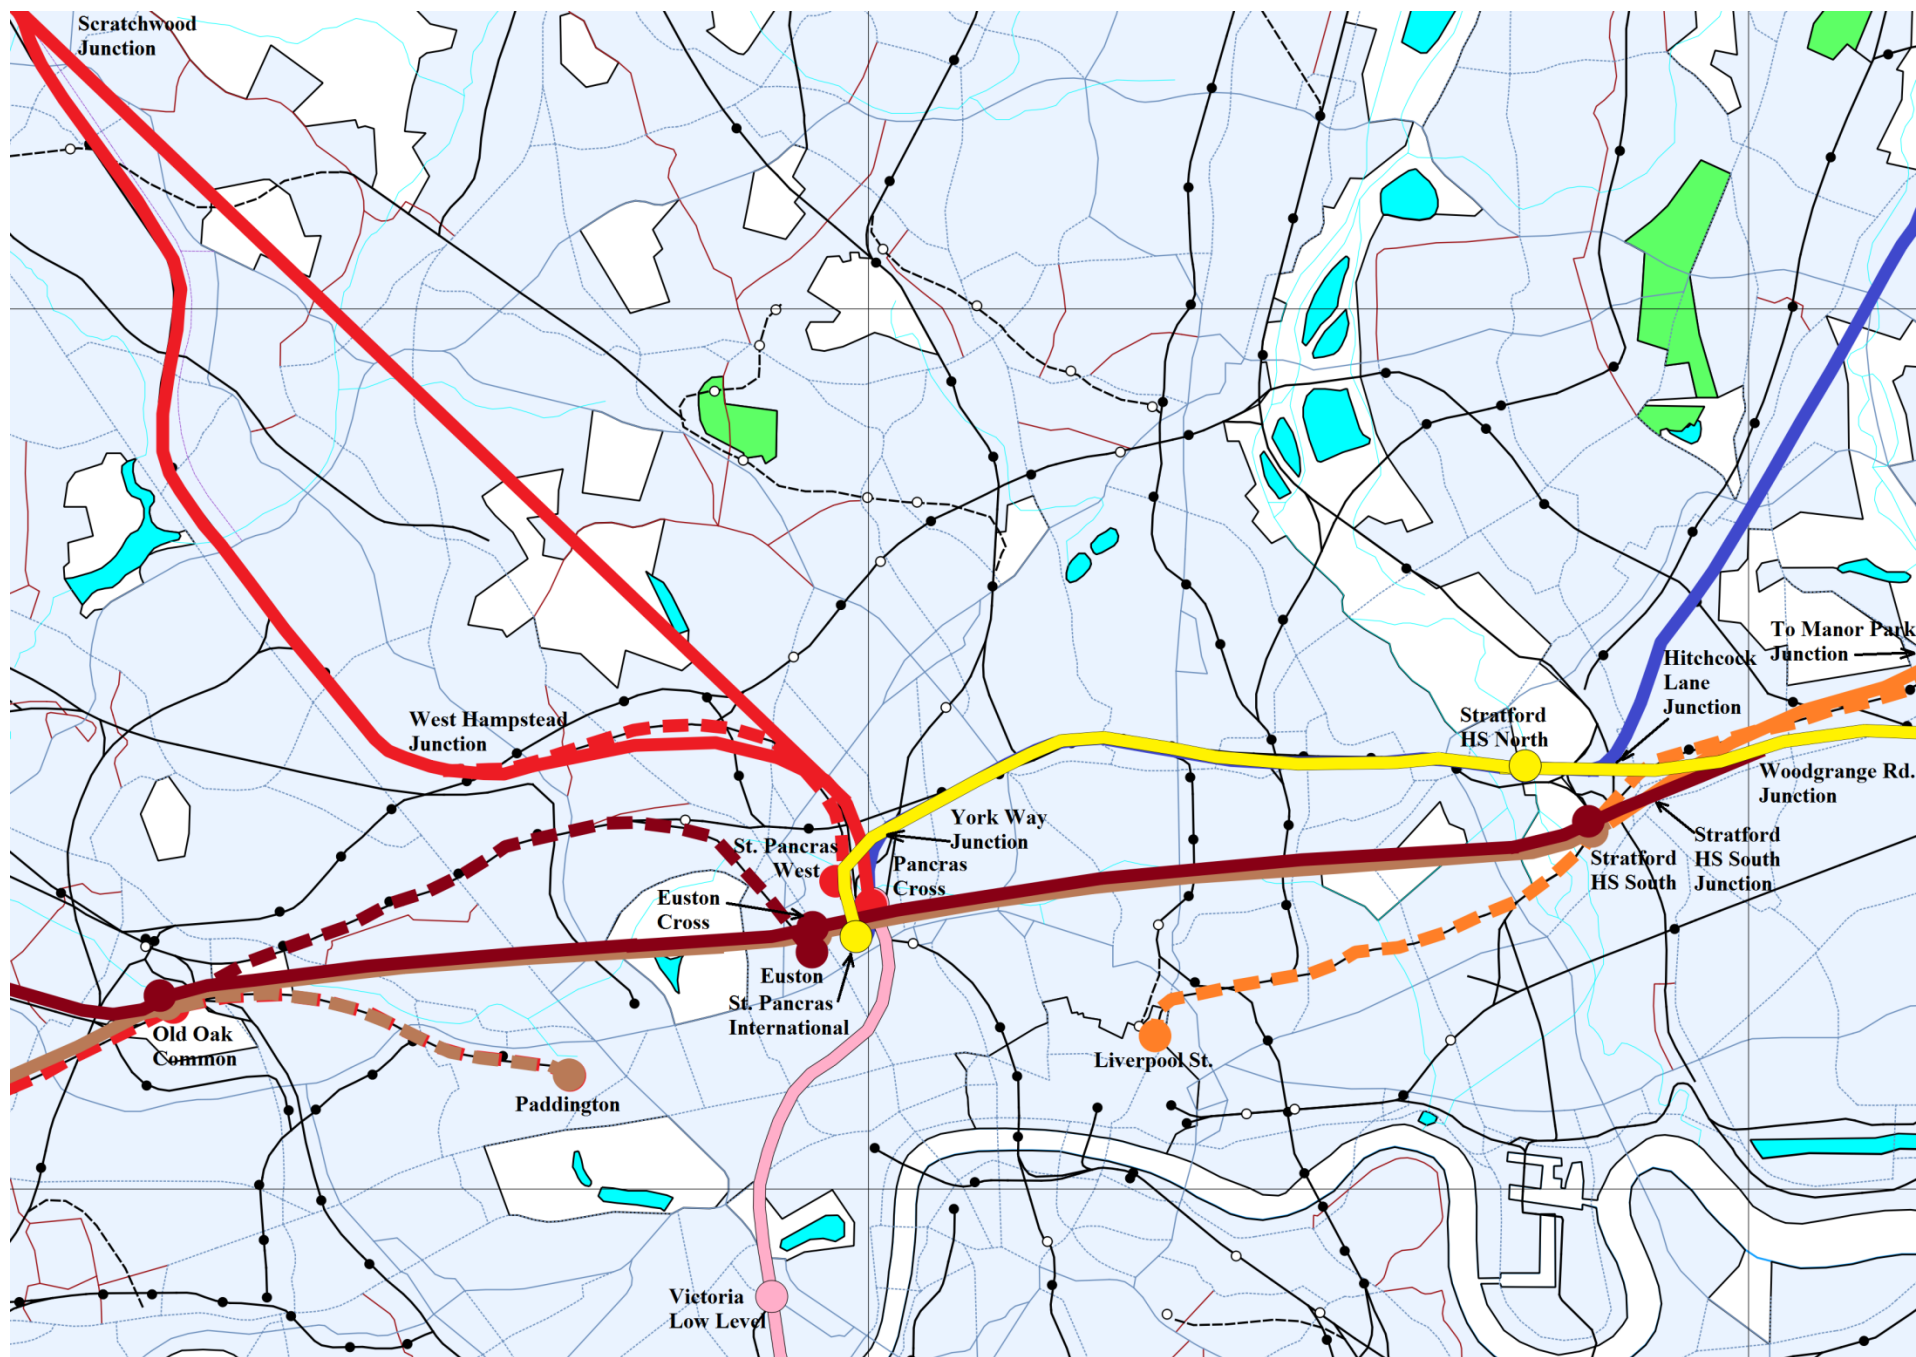 Scratchwood
Junction
To Manor Park
Junction
Hitchcock
Lane
Junction
West Hampstead
Junction
Stratford
HS North
Woodgrange Rd.
Junction
York Way
Junction
St. Pancras
West
Pancras
Cross
Stratford
HS South
Junction
Stratford
HS South
Euston
Cross
Euston
St. Pancras
International
Old Oak
Common
Liverpool St.
Paddington
Victoria
Low Level